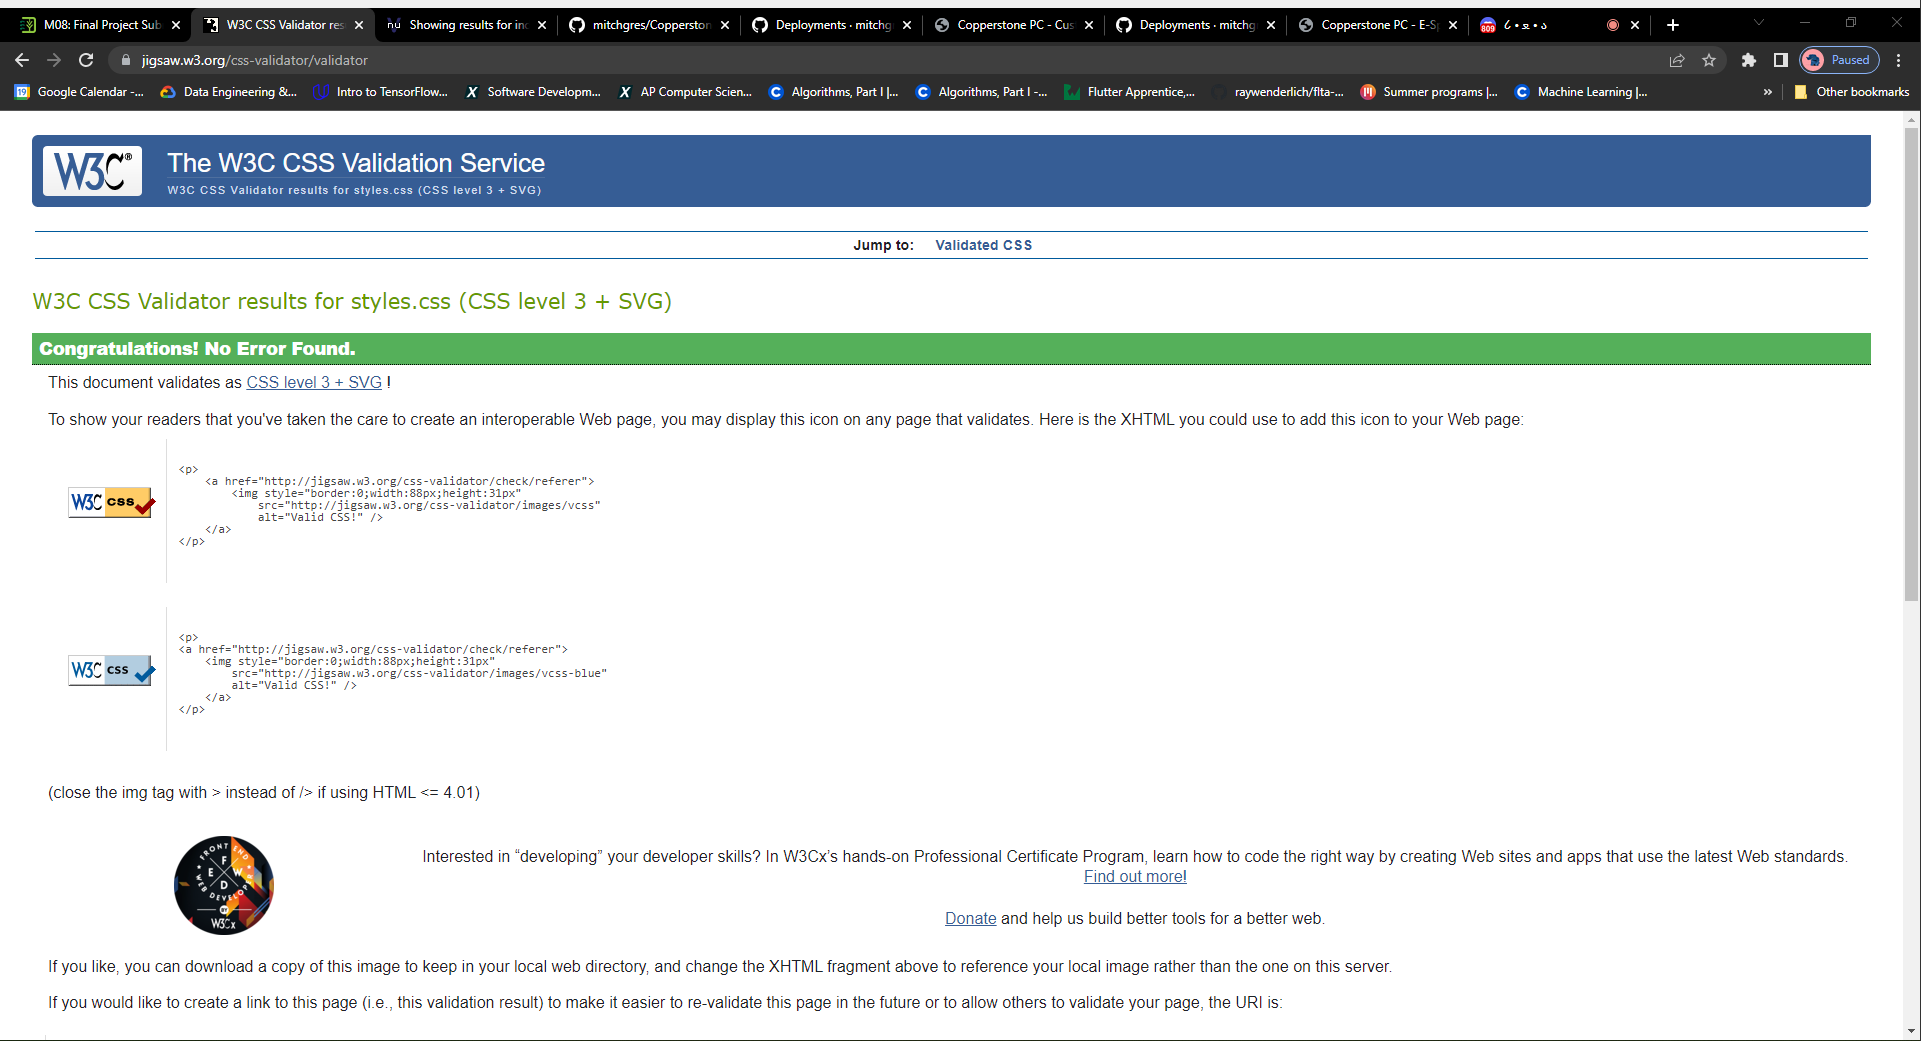 M08: Final Project Sub
W3C CSS Validator res
Showing results for ind
mitchgres/Copperston
Deployments · mitchg
Copperstone PC - Cus
Deployments · mitchg
Copperstone PC - E-Sp
809
jigsaw.w3.org/css-validator/validator
Paused
19 Google Calendar -...
Data Engineering &...
Intro to TensorFlow...
Software Developm...
AP Computer Scien...
Algorithms, Part I |...
Algorithms, Part I -...
Flutter Apprentice,...
raywenderlich/flta-...
Summer programs |...
Machine Learning |...
»
Other bookmarks
W3C®
The W3C CSS Validation Service
W3C CSS Validator results for styles.css (CSS level 3 + SVG)
Jump to: Validated CSS
W3C CSS Validator results for styles.css (CSS level 3 + SVG)
Congratulations! No Error Found.
This document validates as CSS level 3 + SVG !
To show your readers that you've taken the care to create an interoperable Web page, you may display this icon on any page that validates. Here is the XHTML you could use to add this icon to your Web page:
W3C css
<p>
<a href="http://jigsaw.w3.org/css-validator/check/referer">
<img style="border:0;width:88px;height:31px"
src="http://jigsaw.w3.org/css-validator/images/vcss"
alt="Valid CSS!" />
</a>
</p>
W3C css
<p>
<a href="http://jigsaw.w3.org/css-validator/check/referer">
<img style="border:0;width:88px;height:31px"
src="http://jigsaw.w3.org/css-validator/images/vcss-blue"
alt="Valid CSS!" />
</a>
</p>
(close the img tag with > instead of /> if using HTML <= 4.01)
FRONT END
F E W D
WEB DEVELOPER
BY
W3Cx
Interested in “developing” your developer skills? In W3Cx’s hands-on Professional Certificate Program, learn how to code the right way by creating Web sites and apps that use the latest Web standards.
Find out more!
Donate and help us build better tools for a better web.
If you like, you can download a copy of this image to keep in your local web directory, and change the XHTML fragment above to reference your local image rather than the one on this server.
If you would like to create a link to this page (i.e., this validation result) to make it easier to re-validate this page in the future or to allow others to validate your page, the URI is: